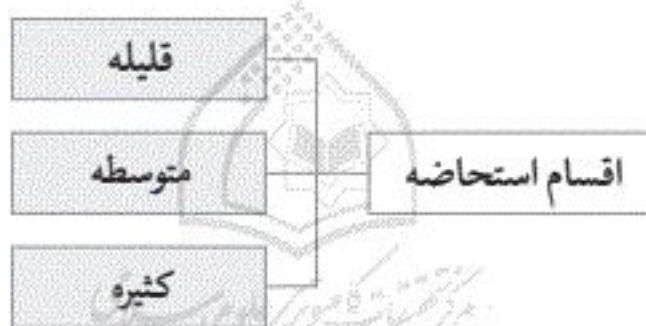 اقسام استحاضه
قلیله
متوسطه
کثیره